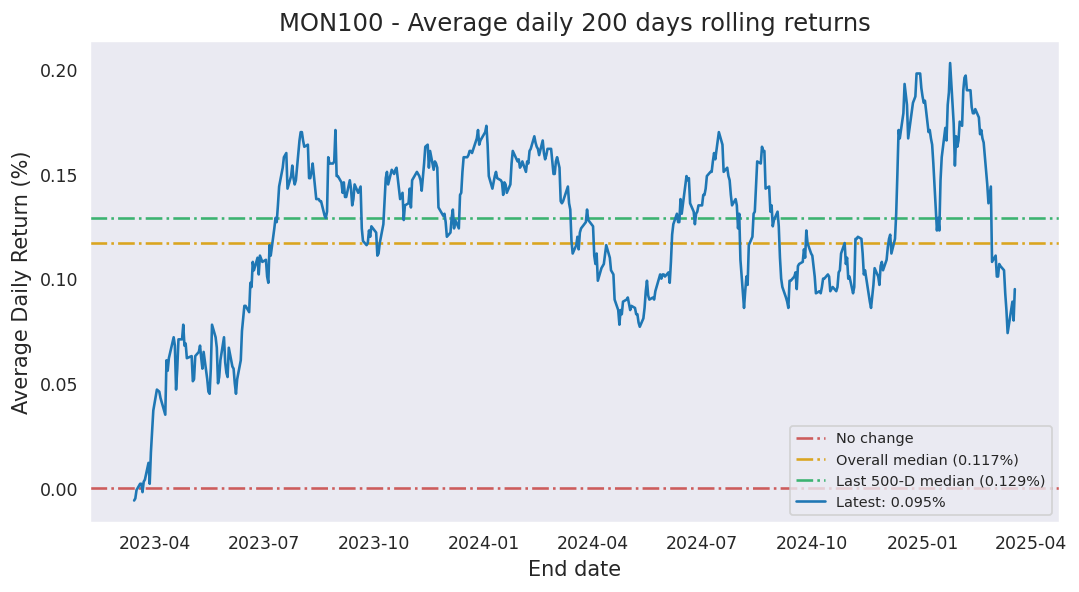 MON100 - Average daily 200 days rolling returns
Average Daily Return (%)
0.20
0.15
0.10
0.05
0.00
No change
Overall median (0.117%)
Last 500-D median (0.129%)
Latest: 0.095%
2023-04 2023-07 2023-10 2024-01 2024-04 2024-07 2024-10 2025-01 2025-04
End date